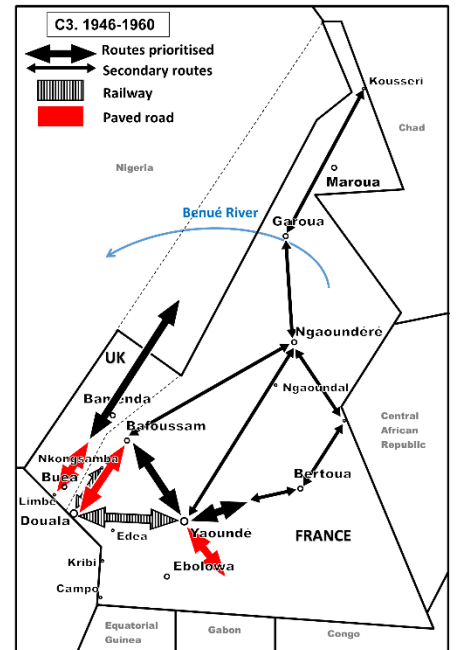 C3. 1946-1960
Routes prioritised
Secondary routes
Railway
Paved road
Kousseri
Chad
Nigeria
Maroua
Benué River
Garoua
Ngaoundéré
UK
Ngaoundal
Bamenda
Bafoussam
Central
African
Republic
Nkongsamba
Buea
Bertoua
Limbe
Douala
Edea
Yaoundé
FRANCE
Kribi
Ebolowa
Campo
Equatorial
Guinea
Gabon
Congo